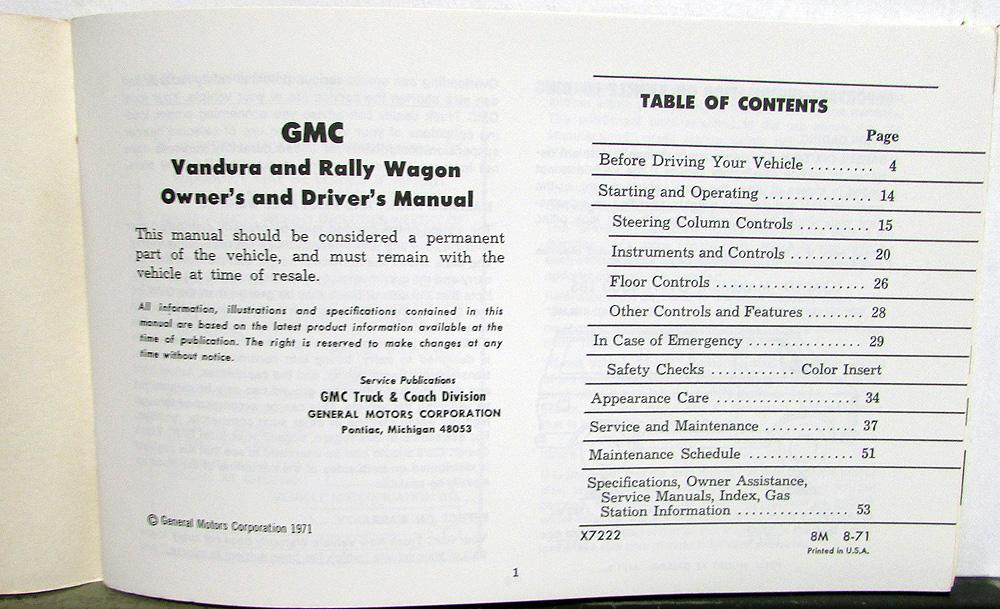 GMC
Vandura and Rally Wagon
Owner's and Driver's Manual
This manual should be considered a permanent
part of the vehicle, and must remain with the
vehicle at time of resale.
All information, illustrations and specifications contained in this
manual are based on the latest product information available at the
time of publication. The right is reserved to make changes at any
time without notice.
Service Publications
GMC Truck & Coach Division
GENERAL MOTORS CORPORATION
Pontiac, Michigan 48053
© General Motors Corporation 1971
TABLE OF CONTENTS
Page
Before Driving Your Vehicle ......... 4
Starting and Operating ............... 14
Steering Column Controls .......... 15
Instruments and Controls ........... 20
Floor Controls ...................... 26
Other Controls and Features ........ 28
In Case of Emergency ................. 29
Safety Checks ............ Color Insert
Appearance Care ..................... 34
Service and Maintenance ............. 37
Maintenance Schedule ............... 51
Specifications, Owner Assistance,
Service Manuals, Index, Gas
Station Information ................ 53
X7222 8M 8-71
Printed in U.S.A.
1